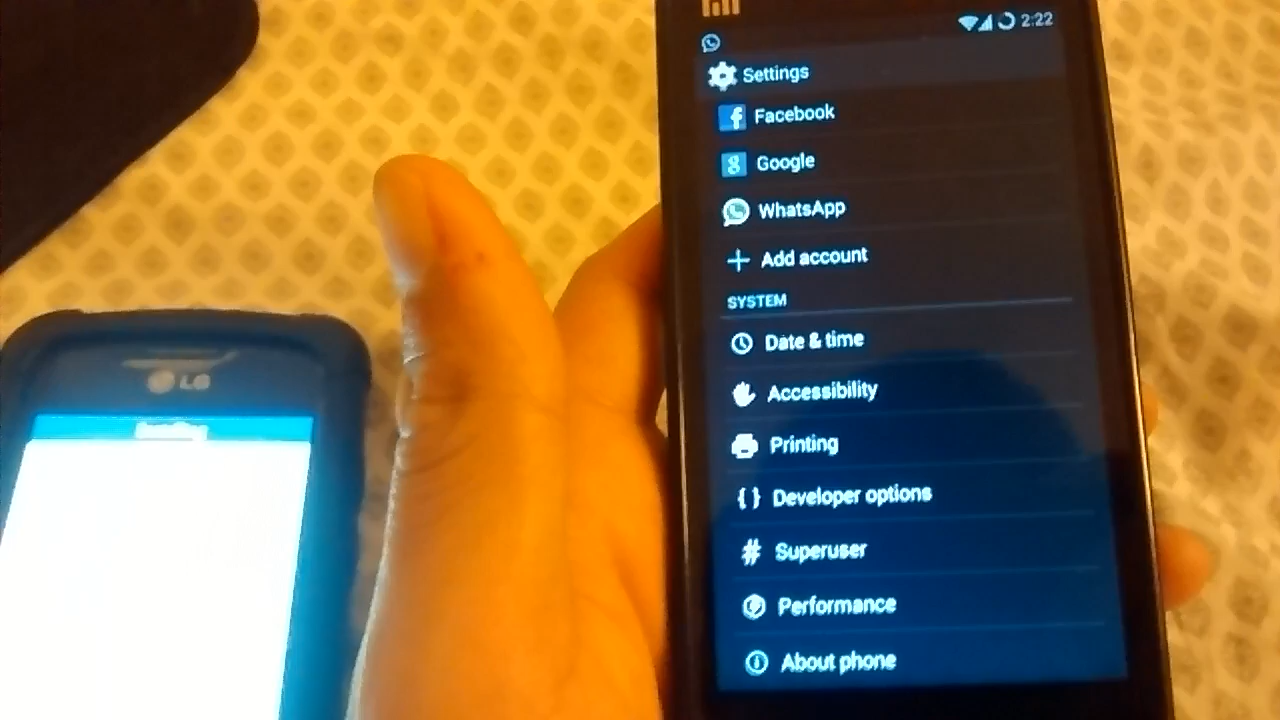 2:22
Settings
Facebook
Google
WhatsApp
Add account
SYSTEM
Date & time
Accessibility
Printing
{ } Developer options
# Superuser
Performance
About phone
LG